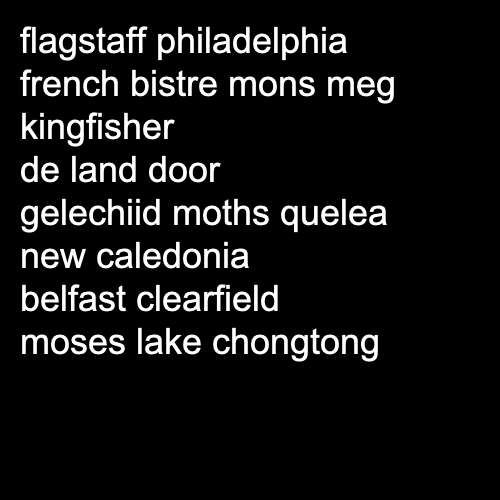 flagstaff philadelphia
french bistre mons meg
kingfisher
de land door
gelechiid moths quelea
new caledonia
belfast clearfield
moses lake chongtong